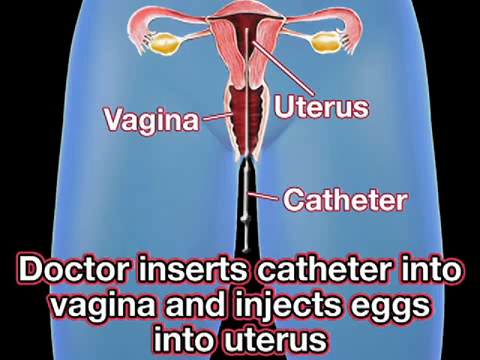 Uterus
Vagina
Catheter
Doctor inserts catheter into
vagina and injects eggs
into uterus